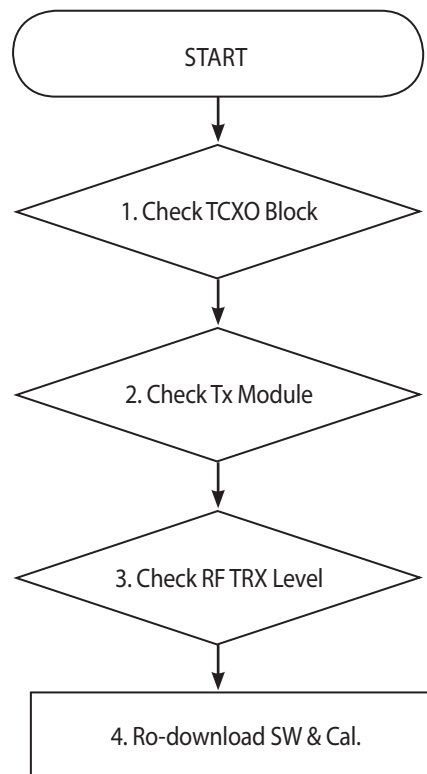 START
1. Check TCXO Block
2. Check Tx Module
3. Check RF TRX Level
4. Ro-download SW & Cal.